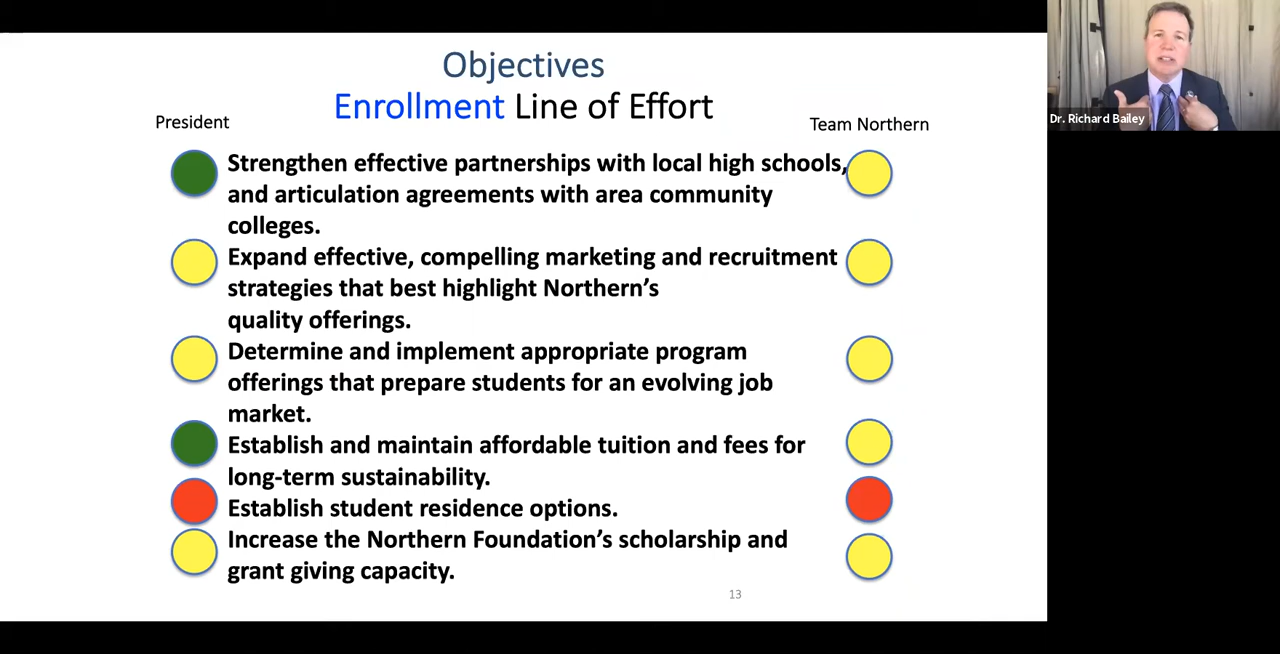 Objectives
Enrollment Line of Effort
President
Team Northern
Strengthen effective partnerships with local high schools,
and articulation agreements with area community
colleges.
Expand effective, compelling marketing and recruitment
strategies that best highlight Northern’s
quality offerings.
Determine and implement appropriate program
offerings that prepare students for an evolving job
market.
Establish and maintain affordable tuition and fees for
long-term sustainability.
Establish student residence options.
Increase the Northern Foundation’s scholarship and
grant giving capacity.
13
Dr. Richard Bailey